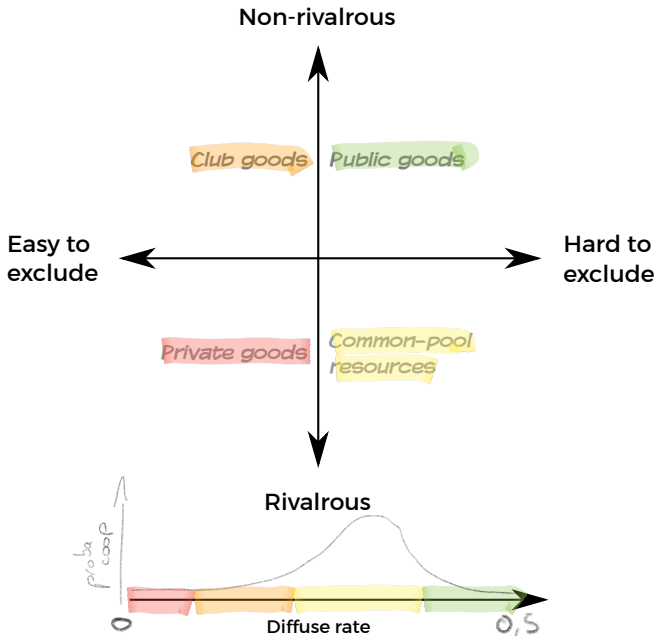 Non-rivalrous
Club goods
Public goods
Easy to
exclude
Hard to
exclude
Private goods
Common-pool
resources
Rivalrous
proba
coop
0
Diffuse rate
0,5